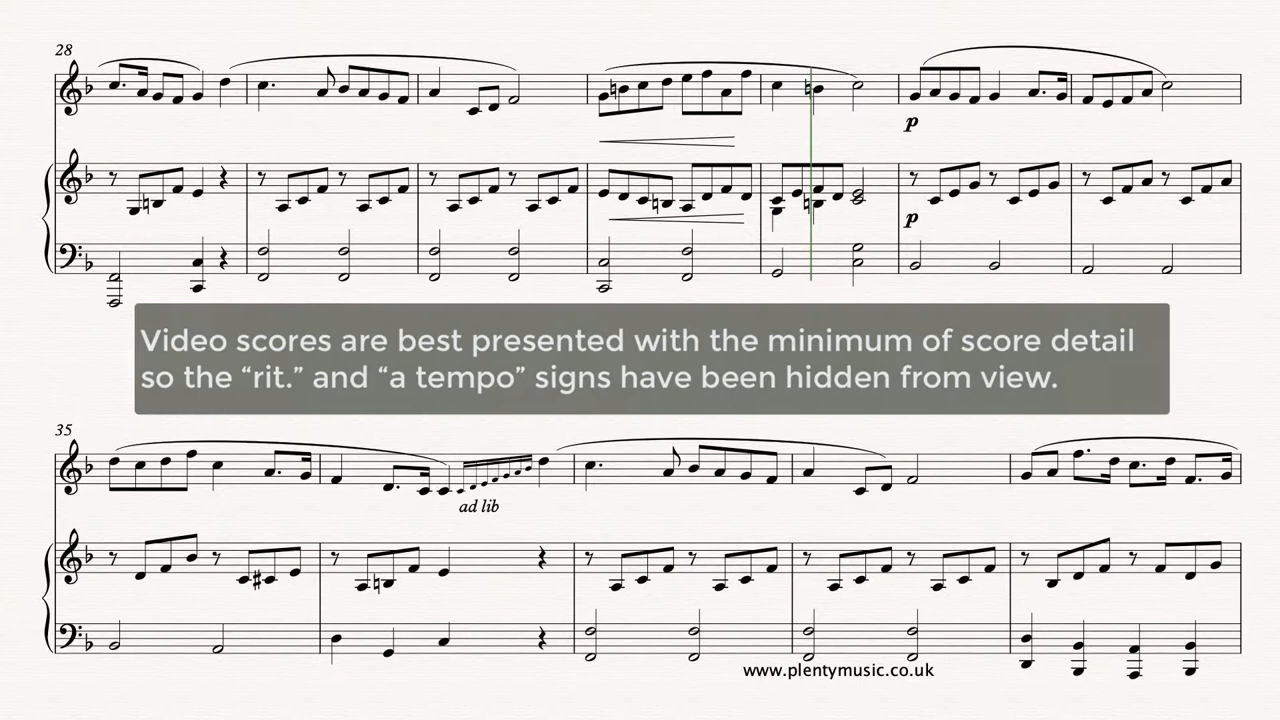 28
p
p
Video scores are best presented with the minimum of score detail
so the “rit.” and “a tempo” signs have been hidden from view.
35
ad lib
www.plentymusic.co.uk